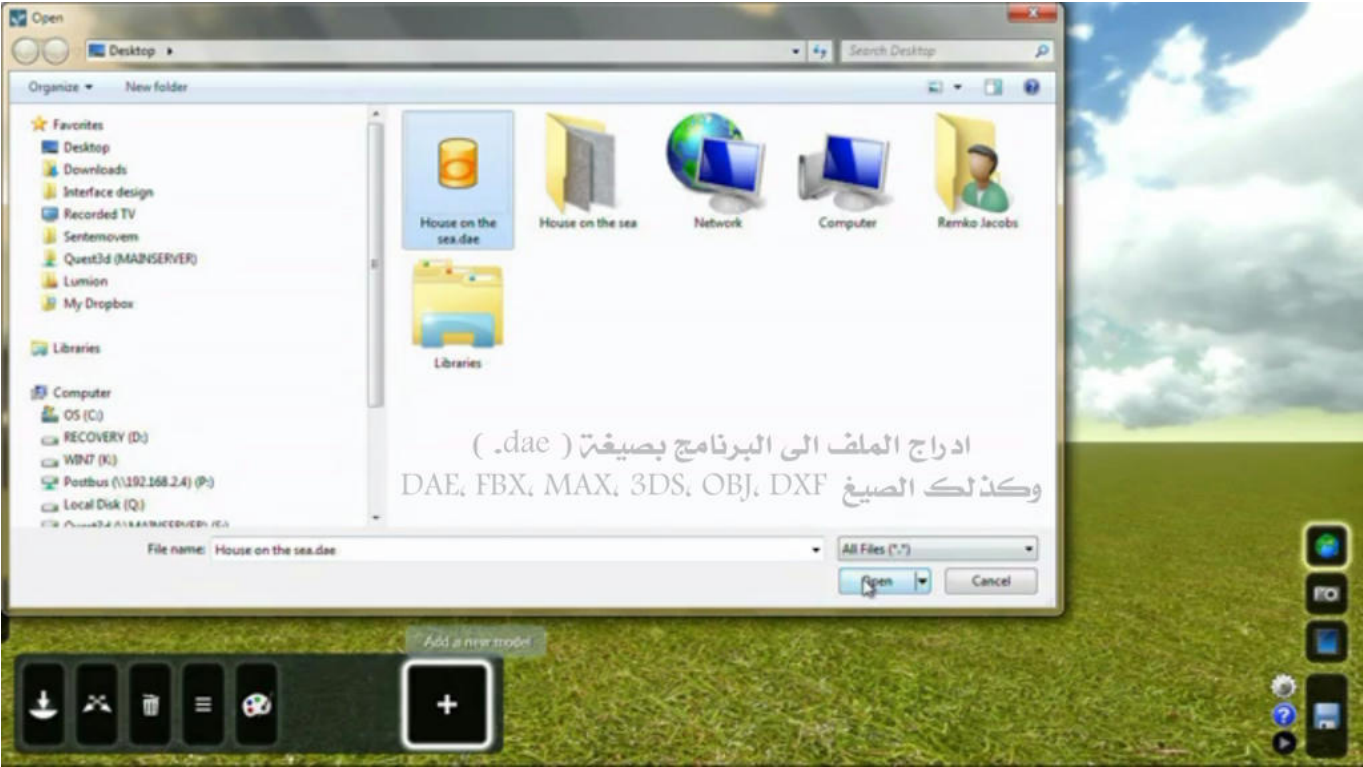 Open
Desktop
Search Desktop
Organize
New folder
Favorites
Desktop
Downloads
Interface design
Recorded TV
Sentemovem
Quest3d (MAINSERVER)
Lumion
My Dropbox
Libraries
Computer
OS (C:)
RECOVERY (D:)
WIN7 (K:)
Postbus (\\192.168.2.4) (P:)
Local Disk (Q:)
Quest3d (\\MAINSERVER) (S:)
House on the
sea.dae
House on the sea
Network
Computer
Remko Jacobs
Libraries
ادراج الملف الى البرنامج بصيغة ( dae. )
وكذلك الصيغ DAE, FBX, MAX, 3DS, OBJ, DXF
File name: House on the sea.dae
All Files (*.*)
Open
Cancel
Add a new model